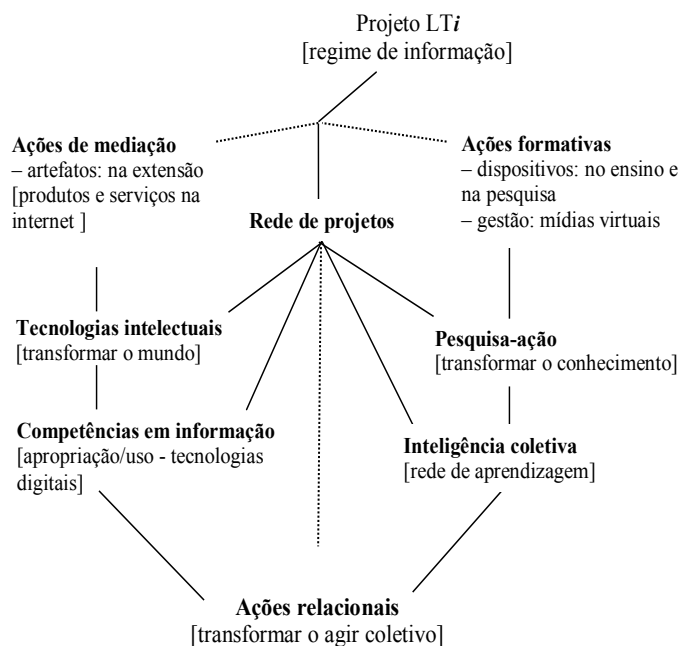 Projeto LTi
[regime de informação]
Ações de mediação
– artefatos: na extensão
[produtos e serviços na
internet ]
Ações formativas
– dispositivos: no ensino e
na pesquisa
– gestão: mídias virtuais
Rede de projetos
Tecnologias intelectuais
[transformar o mundo]
Pesquisa-ação
[transformar o conhecimento]
Competências em informação
[apropriação/uso - tecnologias
digitais]
Inteligência coletiva
[rede de aprendizagem]
Ações relacionais
[transformar o agir coletivo]